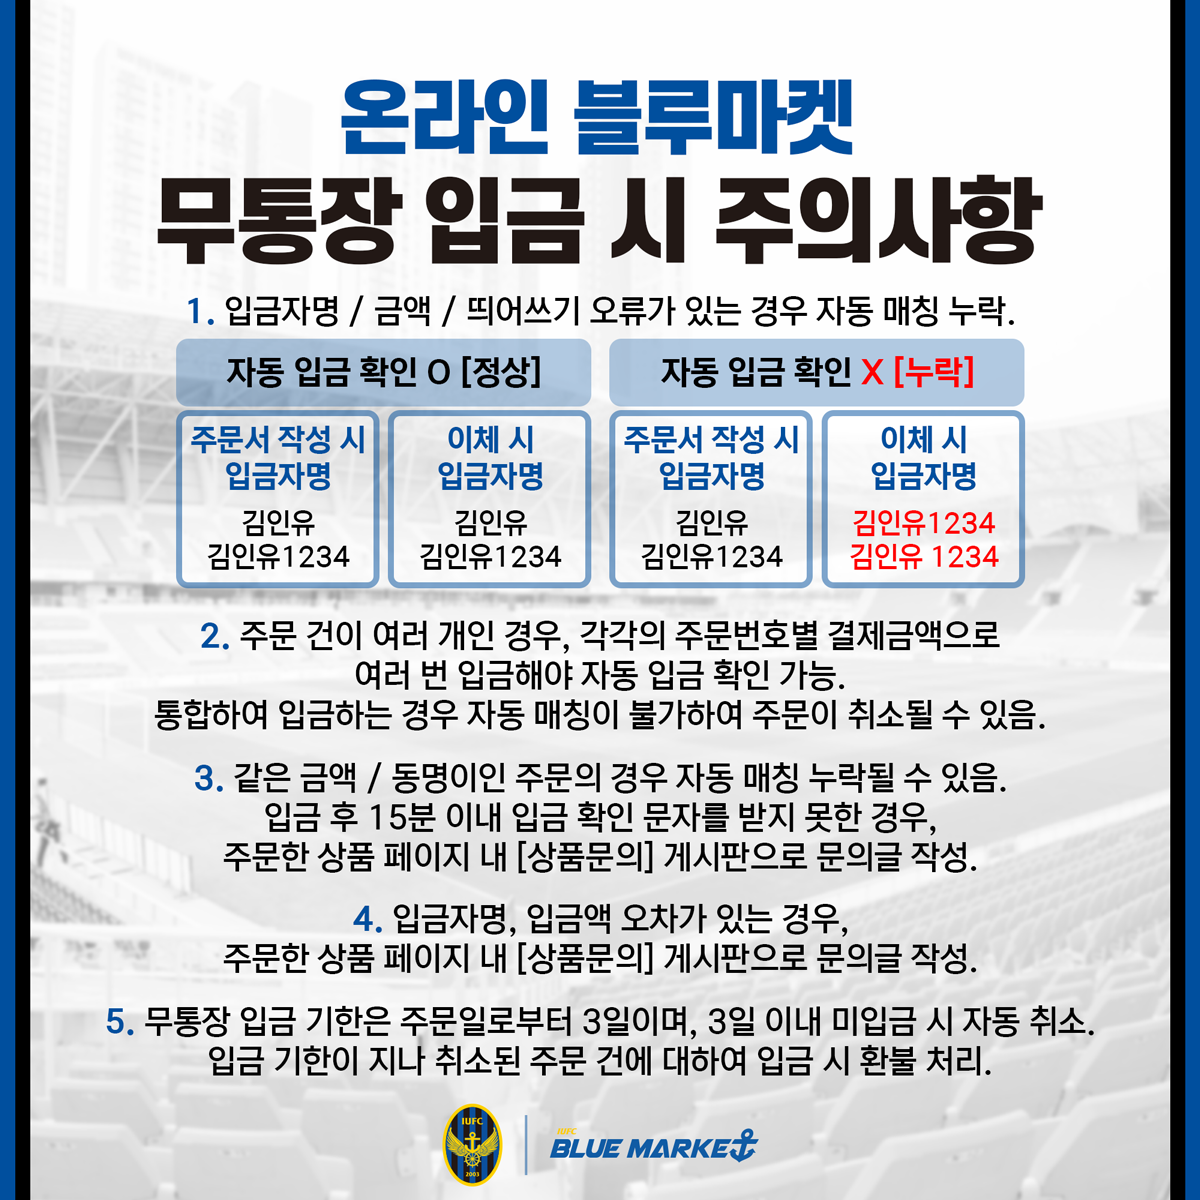 온라인 블루마켓
무통장 입금 시 주의사항
1. 입금자명 / 금액 / 띄어쓰기 오류가 있는 경우 자동 매칭 누락.
자동 입금 확인 O [정상]
자동 입금 확인 X [누락]
주문서 작성 시
입금자명
김인유
김인유1234
이체 시
입금자명
김인유
김인유1234
주문서 작성 시
입금자명
김인유
김인유1234
이체 시
입금자명
김인유1234
김인유 1234
2. 주문 건이 여러 개인 경우, 각각의 주문번호별 결제금액으로
여러 번 입금해야 자동 입금 확인 가능.
통합하여 입금하는 경우 자동 매칭이 불가하여 주문이 취소될 수 있음.
3. 같은 금액 / 동명이인 주문의 경우 자동 매칭 누락될 수 있음.
입금 후 15분 이내 입금 확인 문자를 받지 못한 경우,
주문한 상품 페이지 내 [상품문의] 게시판으로 문의글 작성.
4. 입금자명, 입금액 오차가 있는 경우,
주문한 상품 페이지 내 [상품문의] 게시판으로 문의글 작성.
5. 무통장 입금 기한은 주문일로부터 3일이며, 3일 이내 미입금 시 자동 취소.
입금 기한이 지나 취소된 주문 건에 대하여 입금 시 환불 처리.
IUFC
2003
IUFC
BLUE MARKET